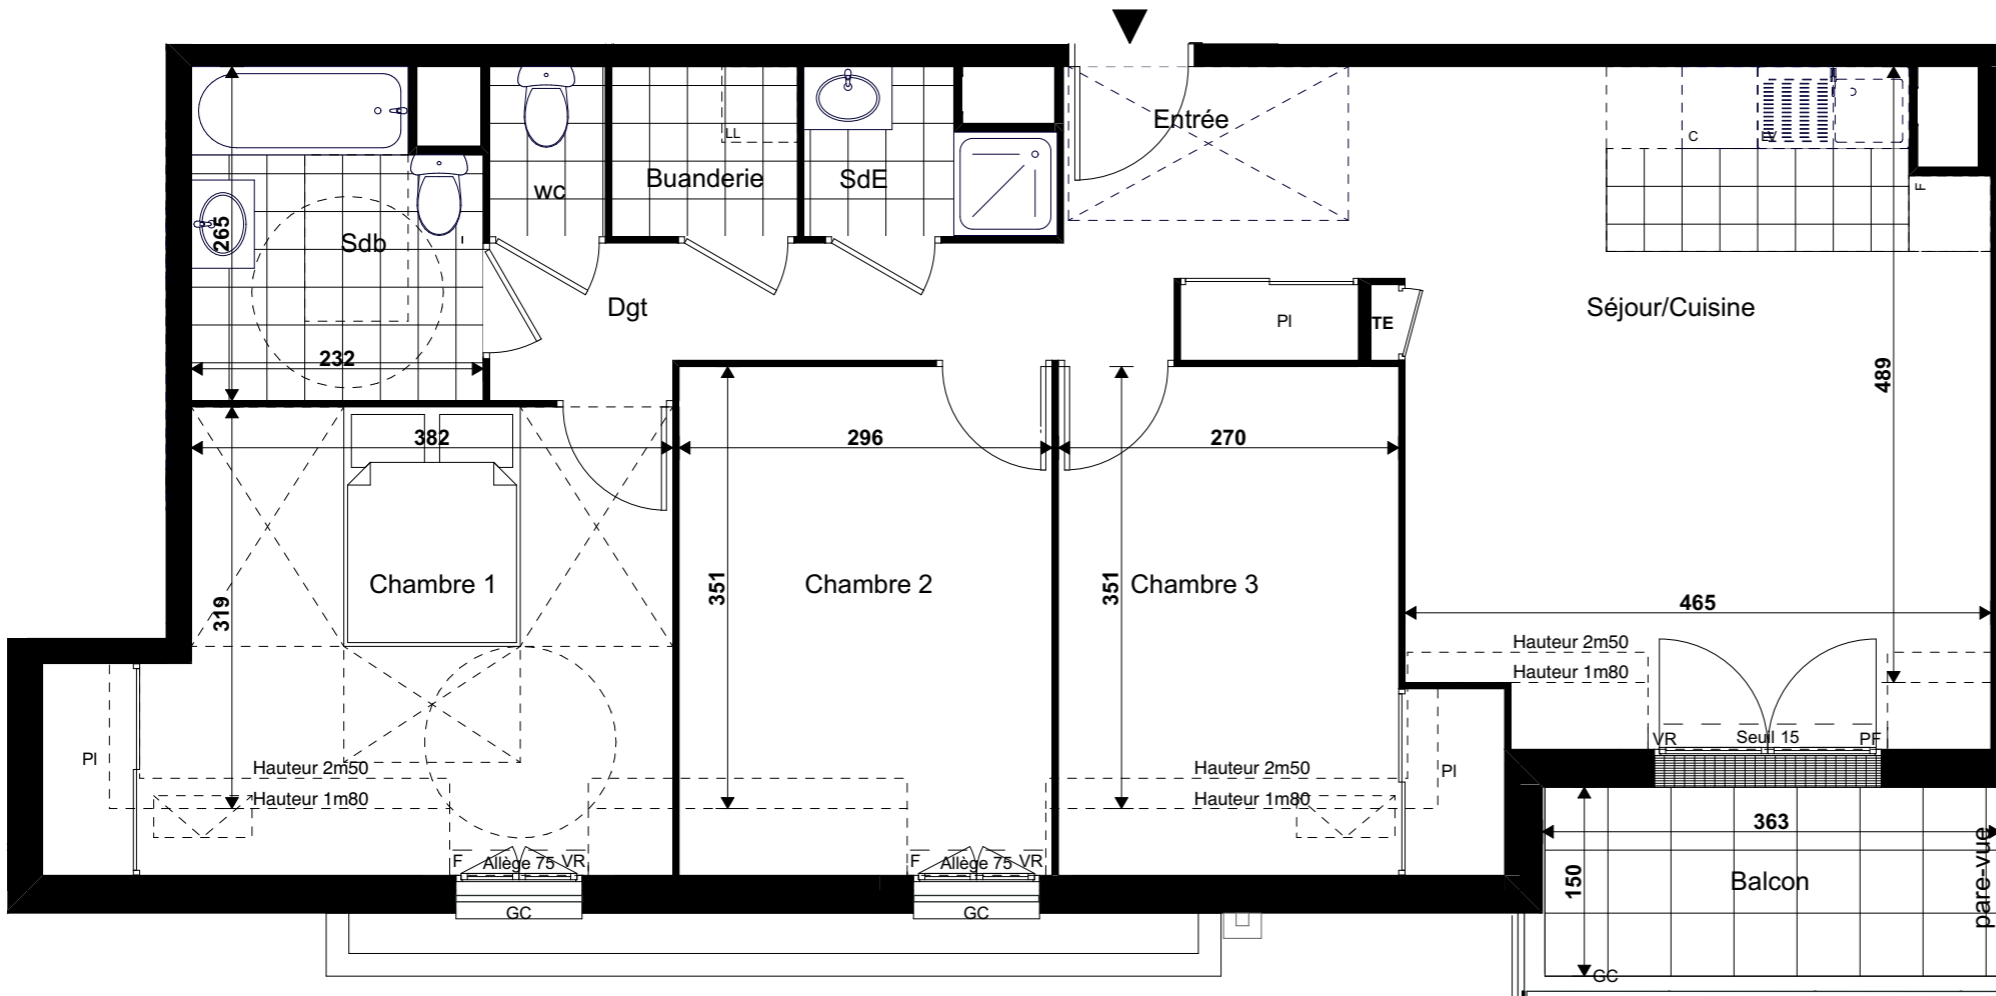 Entrée
C
LV
LL
F
WC
Buanderie
SdE
265
Sdb
Dgt
Pl
TE
Séjour/Cuisine
232
489
382
296
270
319
Chambre 1
351
Chambre 2
351
Chambre 3
465
Hauteur 2m50
Hauteur 1m80
VR
Seuil 15
PF
Pl
Hauteur 2m50
Hauteur 1m80
Hauteur 2m50
Hauteur 1m80
Pl
F
Allège 75
VR
F
Allège 75
VR
GC
GC
363
150
Balcon
pare-vue
GC